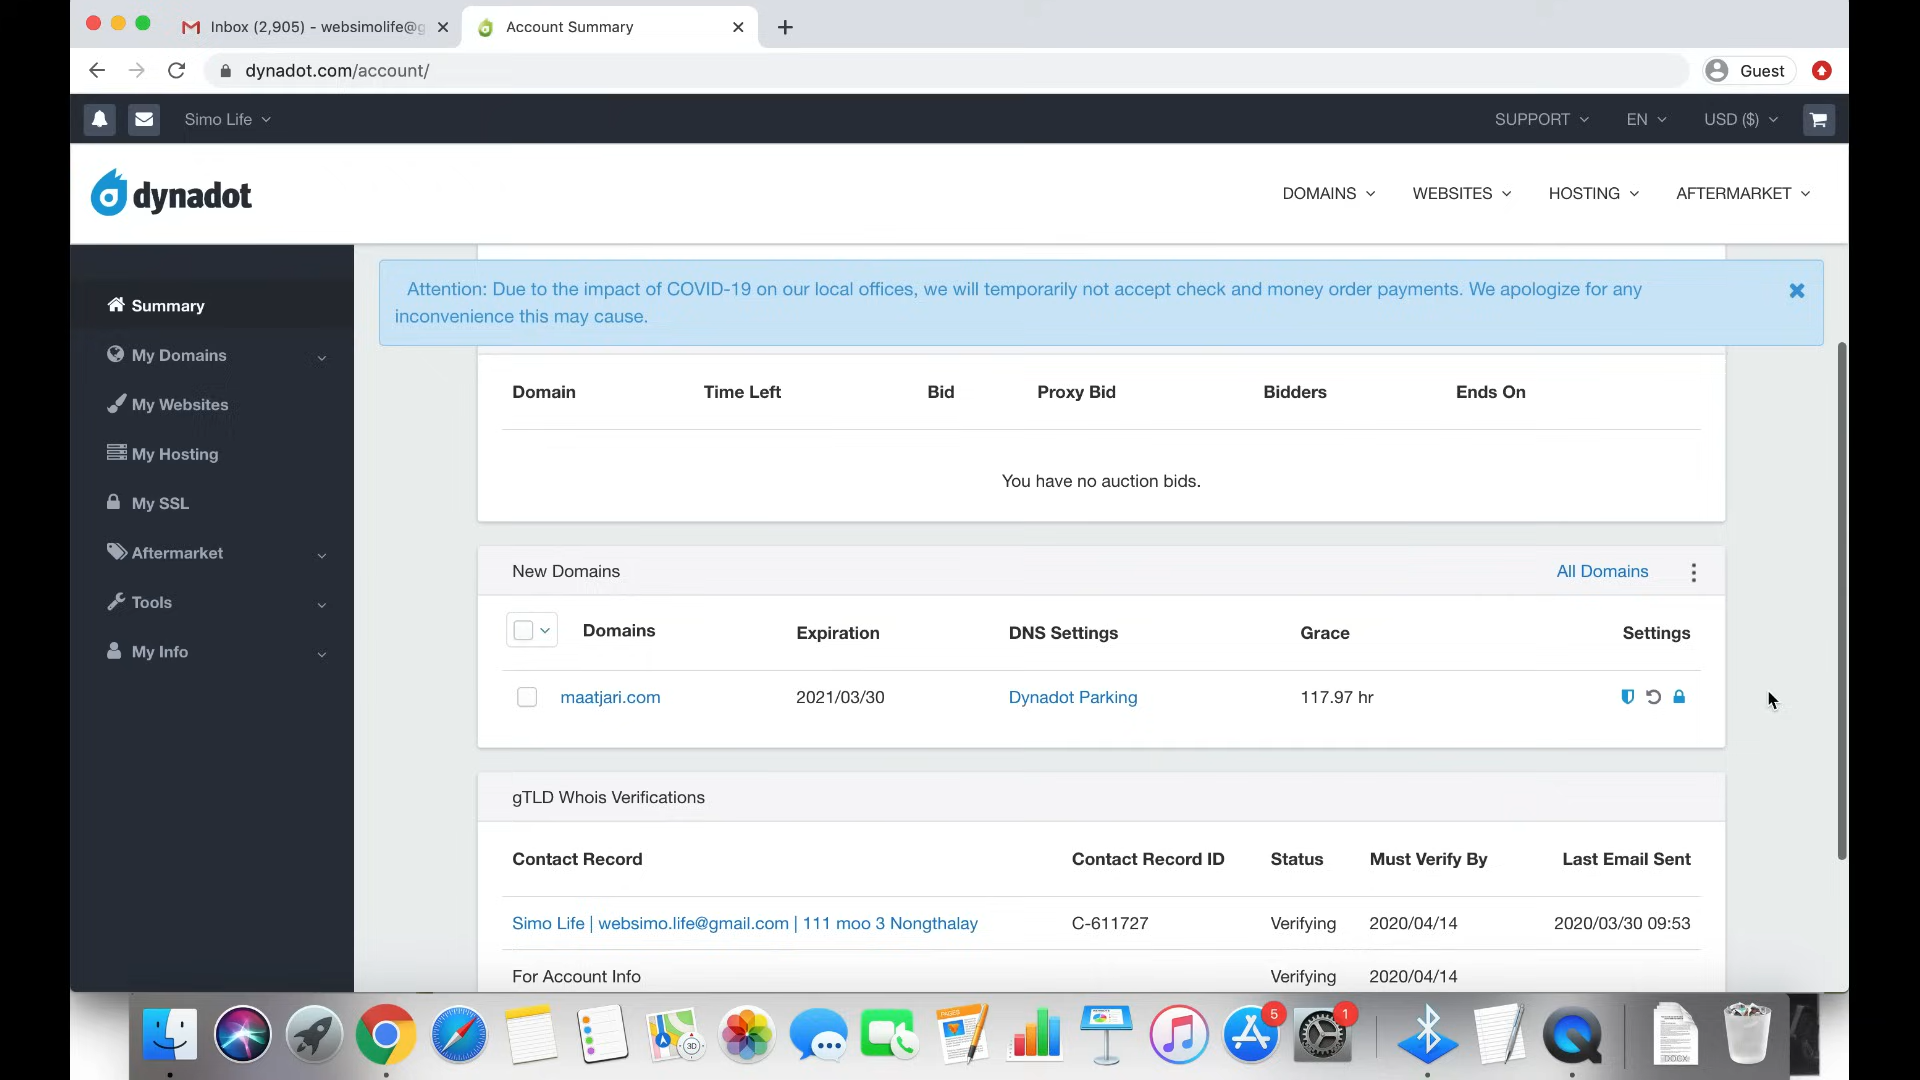 Inbox (2,905) - websimolife@g
Account Summary
dynadot.com/account/
Guest
Simo Life
SUPPORT
EN
USD ($)
dynadot
DOMAINS
WEBSITES
HOSTING
AFTERMARKET
Summary
My Domains
My Websites
My Hosting
My SSL
Aftermarket
Tools
My Info
Attention: Due to the impact of COVID-19 on our local offices, we will temporarily not accept check and money order payments. We apologize for any
inconvenience this may cause.
Domain Time Left Bid Proxy Bid Bidders Ends On
You have no auction bids.
New Domains All Domains
Domains Expiration DNS Settings Grace Settings
maatjari.com 2021/03/30 Dynadot Parking 117.97 hr
gTLD Whois Verifications
Contact Record Contact Record ID Status Must Verify By Last Email Sent
Simo Life | websimo.life@gmail.com | 111 moo 3 Nongthalay C-611727 Verifying 2020/04/14 2020/03/30 09:53
For Account Info Verifying 2020/04/14
3D
PAGES
5
1
DOCX